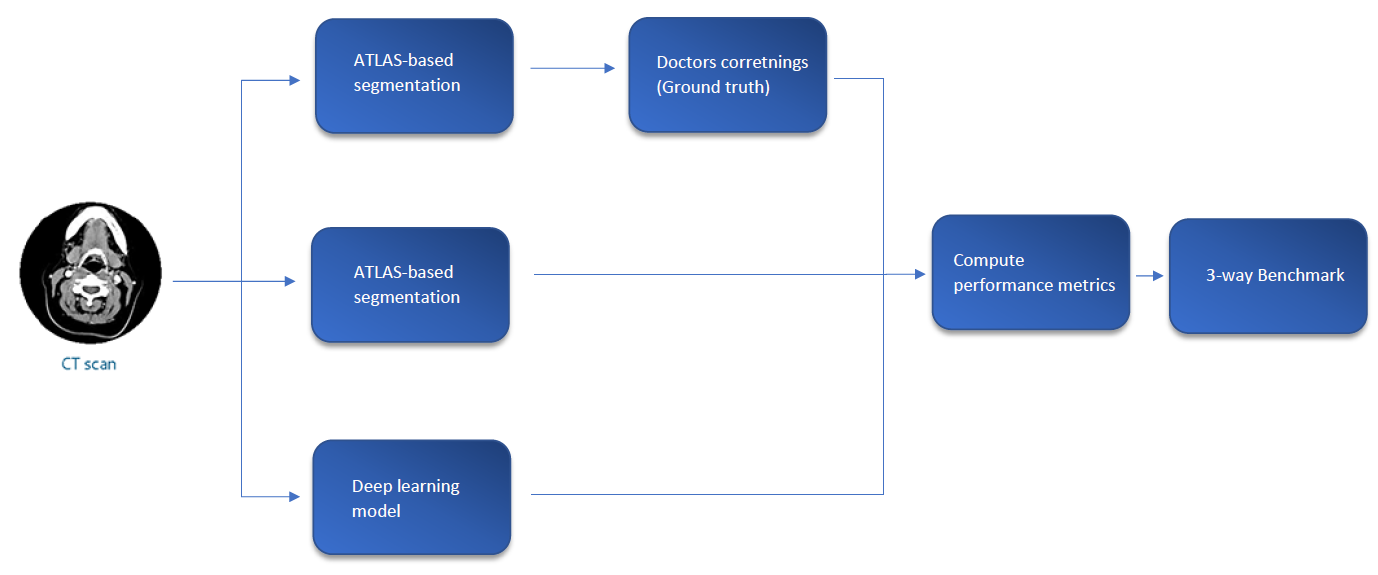 ATLAS-based
segmentation
Doctors corretnings
(Ground truth)
CT scan
ATLAS-based
segmentation
Compute
performance metrics
3-way Benchmark
Deep learning
model